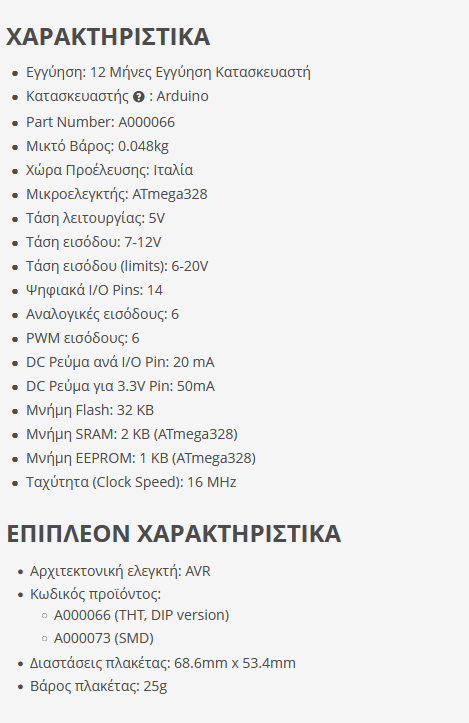 ΧΑΡΑΚΤΗΡΙΣΤΙΚΑ
Εγγύηση: 12 Μήνες Εγγύηση Κατασκευαστή
Κατασκευαστής ? : Arduino
Part Number: A000066
Μικτό Βάρος: 0.048kg
Χώρα Προέλευσης: Ιταλία
Μικροελεγκτής: ATmega328
Τάση λειτουργίας: 5V
Τάση εισόδου: 7-12V
Τάση εισόδου (limits): 6-20V
Ψηφιακά I/O Pins: 14
Αναλογικές εισόδους: 6
PWM εισόδους: 6
DC Ρεύμα ανά I/O Pin: 20 mA
DC Ρεύμα για 3.3V Pin: 50mA
Μνήμη Flash: 32 KB
Μνήμη SRAM: 2 KB (ATmega328)
Μνήμη EEPROM: 1 KB (ATmega328)
Ταχύτητα (Clock Speed): 16 MHz
ΕΠΙΠΛΕΟΝ ΧΑΡΑΚΤΗΡΙΣΤΙΚΑ
Αρχιτεκτονική ελεγκτή: AVR
Κωδικός προϊόντος:
A000066 (THT, DIP version)
A000073 (SMD)
Διαστάσεις πλακέτας: 68.6mm x 53.4mm
Βάρος πλακέτας: 25g